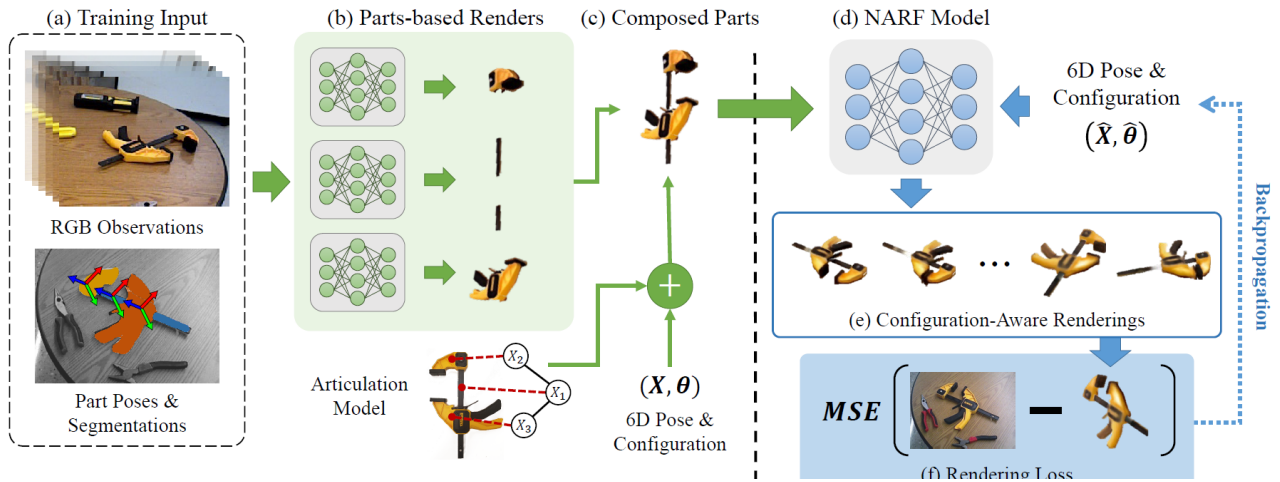 (a) Training Input
RGB Observations
Part Poses &
Segmentations
(b) Parts-based Renders
(c) Composed Parts
Articulation
Model
X₂
X₁
X₃
+
(X, θ)
6D Pose &
Configuration
(d) NARF Model
6D Pose &
Configuration
(X̂, θ̂)
Backpropagation
...
(e) Configuration-Aware Renderings
MSE ( − )
(f) Rendering Loss